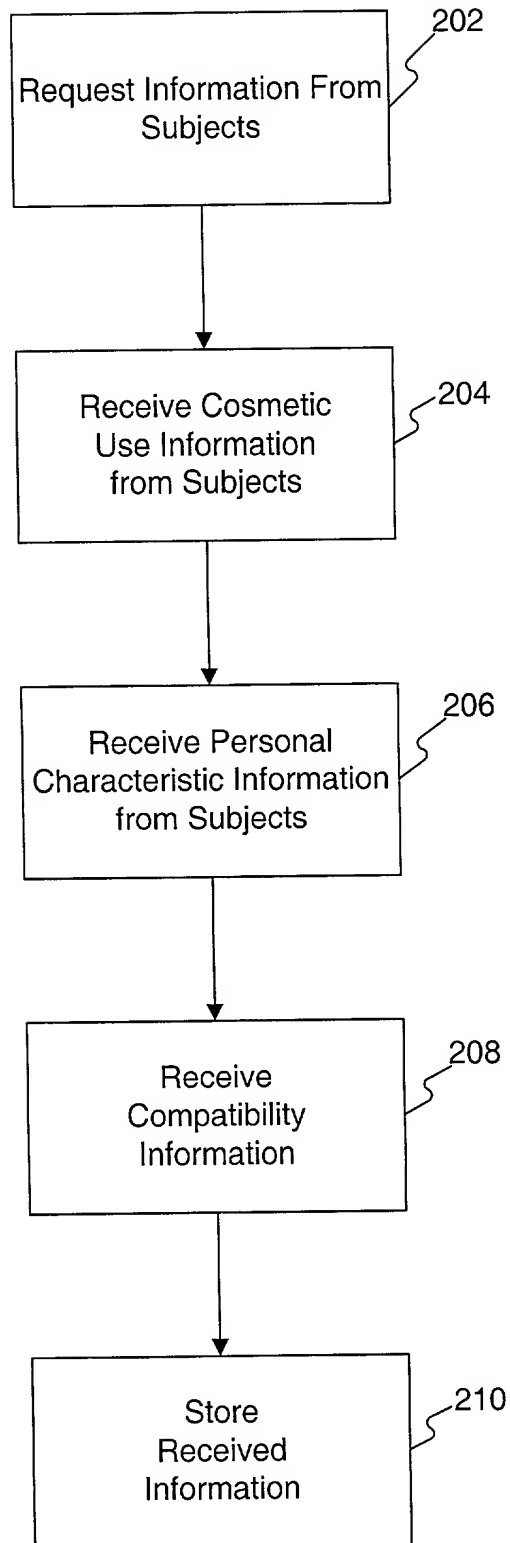 202
Request Information From
Subjects
204
Receive Cosmetic
Use Information
from Subjects
206
Receive Personal
Characteristic Information
from Subjects
208
Receive
Compatibility
Information
210
Store
Received
Information